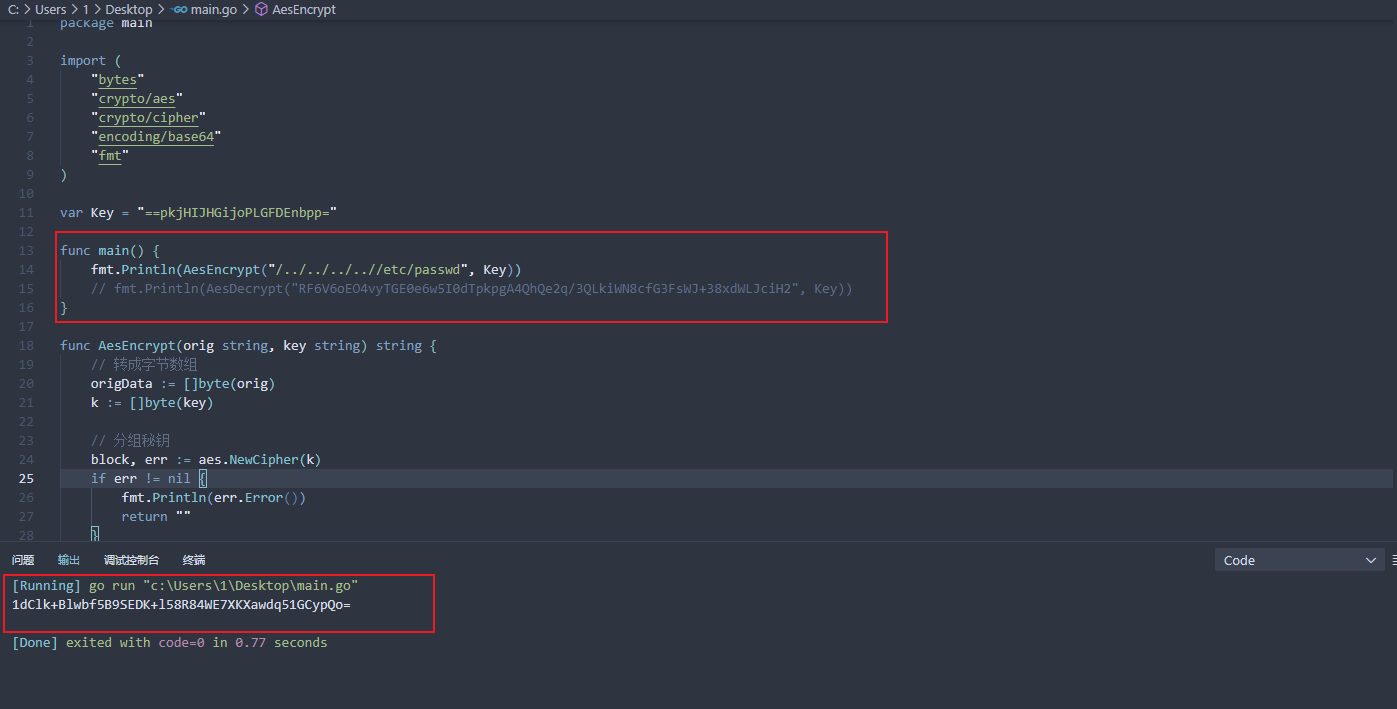 C: > Users > 1 > Desktop > main.go > AesEncrypt
1 package main
2
3 import (
4 "bytes"
5 "crypto/aes"
6 "crypto/cipher"
7 "encoding/base64"
8 "fmt"
9 )
10
11 var Key = "==pkjHIJHGijoPLGFDEnbpp="
12
13 func main() {
14 fmt.Println(AesEncrypt("/../../../..//etc/passwd", Key))
15 // fmt.Println(AesDecrypt("RF6V6oEO4vyTGE0e6w5I0dTpkpgA4QhQe2q/3QLkiWN8cfG3FsWJ+38xdWLJciH2", Key))
16 }
17
18 func AesEncrypt(orig string, key string) string {
19 // 转成字节数组
20 origData := []byte(orig)
21 k := []byte(key)
22
23 // 分组秘钥
24 block, err := aes.NewCipher(k)
25 if err != nil {
26 fmt.Println(err.Error())
27 return ""
28 }
问题 输出 调试控制台 终端 Code
[Running] go run "c:\Users\1\Desktop\main.go"
1dClk+Blwbf5B9SEDK+l58R84WE7XKXawdq51GCypQo=
[Done] exited with code=0 in 0.77 seconds